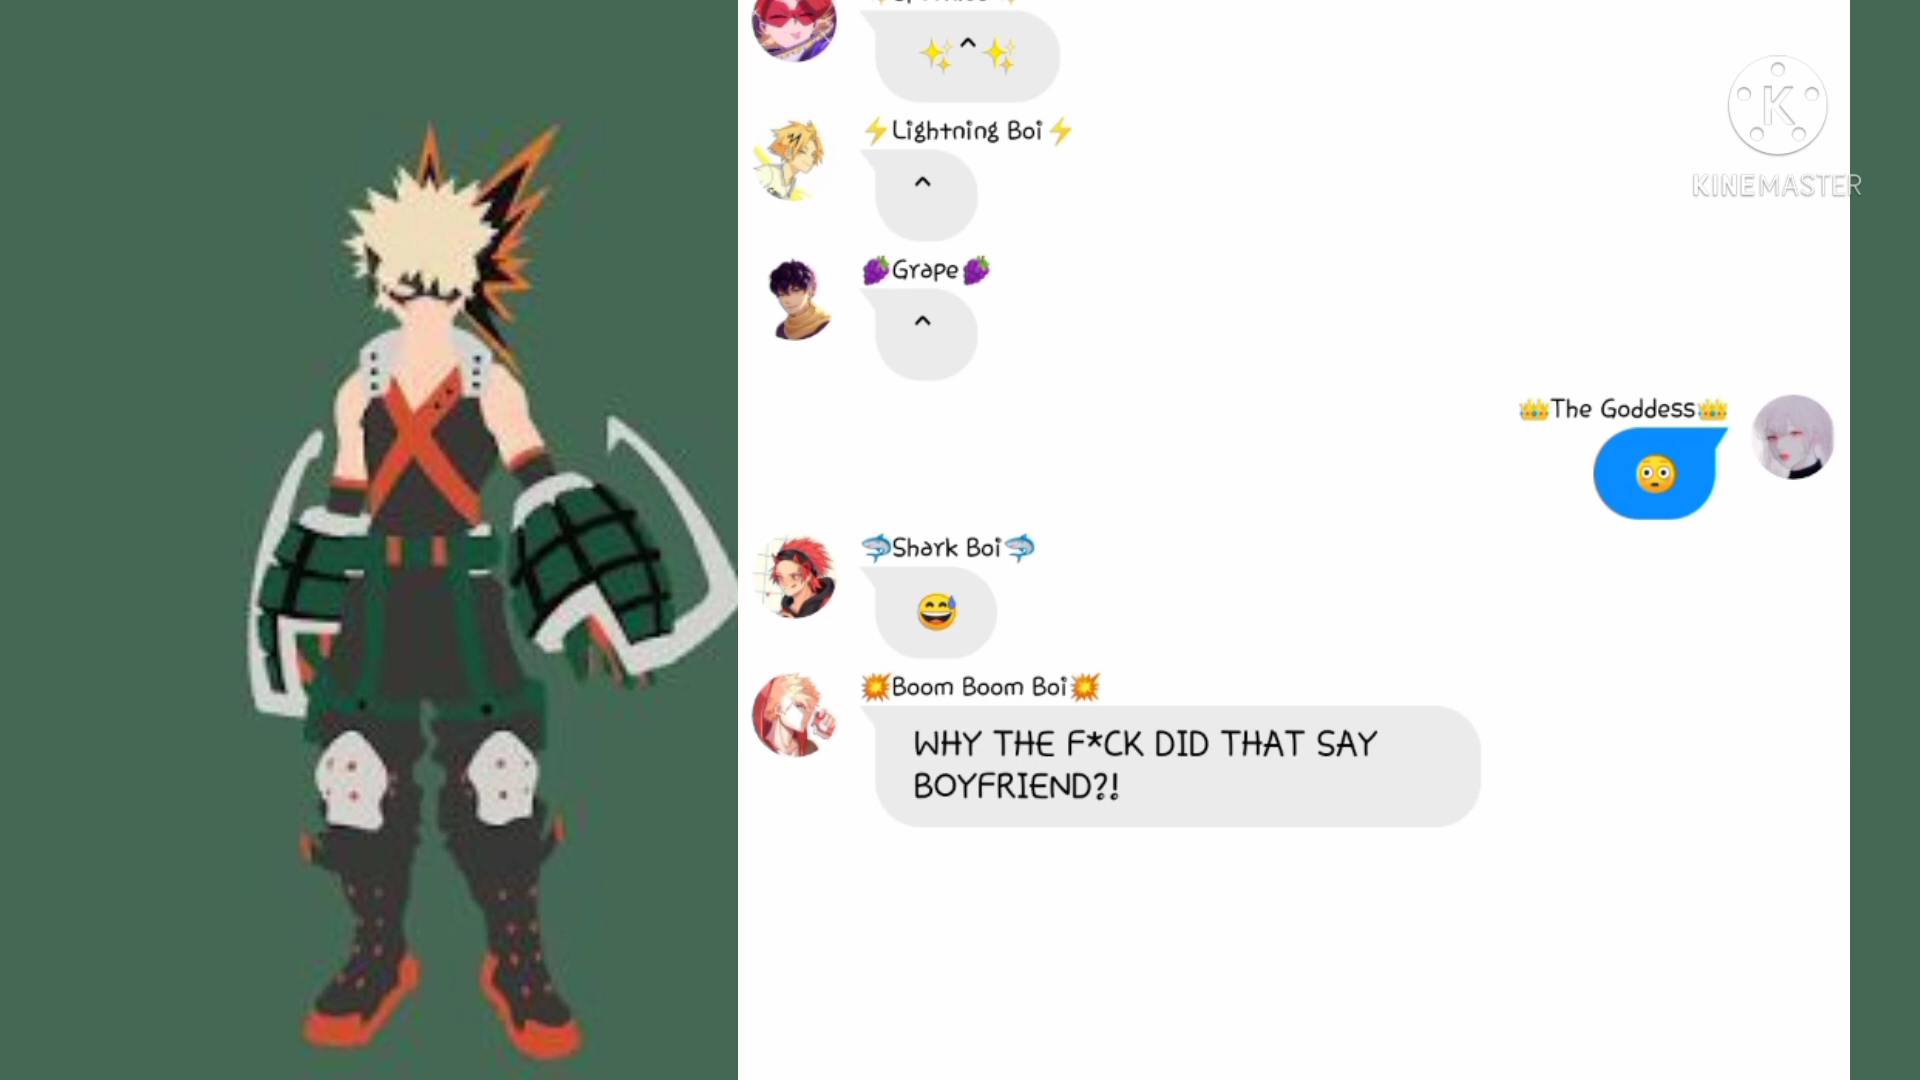 ✨^✨
⚡Lightning Boi⚡
^
🍇Grape🍇
^
👑The Goddess👑
😳
🦈Shark Boi🦈
😅
💥Boom Boom Boi💥
WHY THE F*CK DID THAT SAY
BOYFRIEND?!
K
KINEMASTER